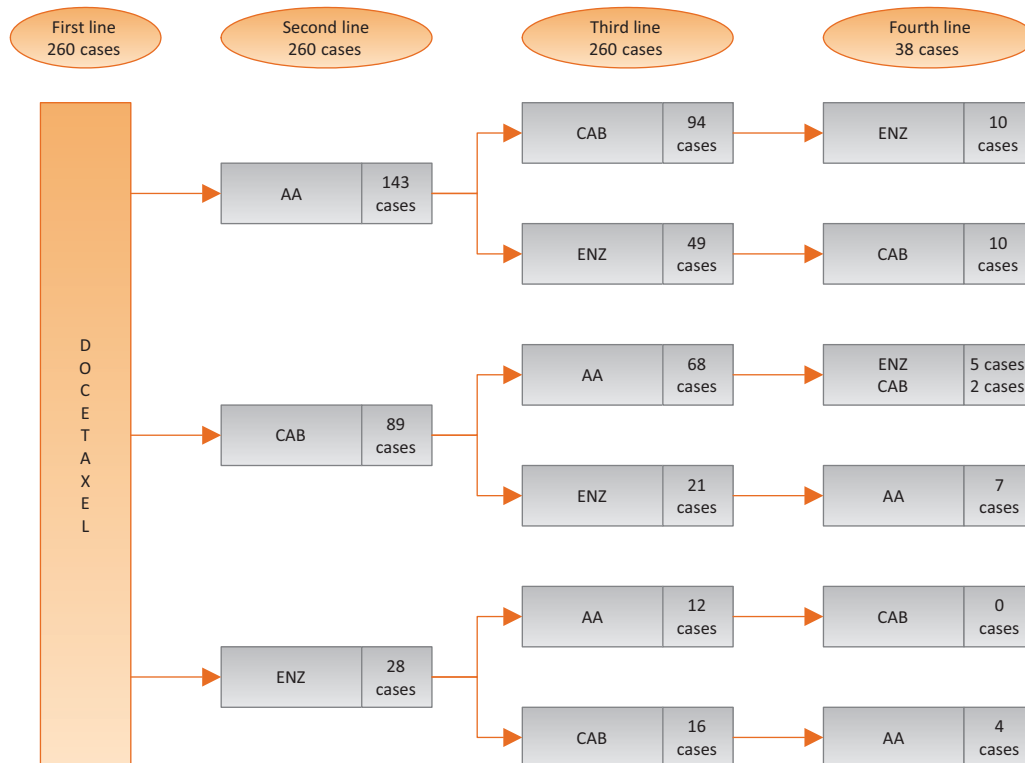 First line
260 cases
Second line
260 cases
Third line
260 cases
Fourth line
38 cases
D
O
C
E
T
A
X
E
L
AA
143
cases
CAB
94
cases
ENZ
10
cases
ENZ
49
cases
CAB
10
cases
CAB
89
cases
AA
68
cases
ENZ
CAB
5 cases
2 cases
ENZ
21
cases
AA
7
cases
ENZ
28
cases
AA
12
cases
CAB
0
cases
CAB
16
cases
AA
4
cases